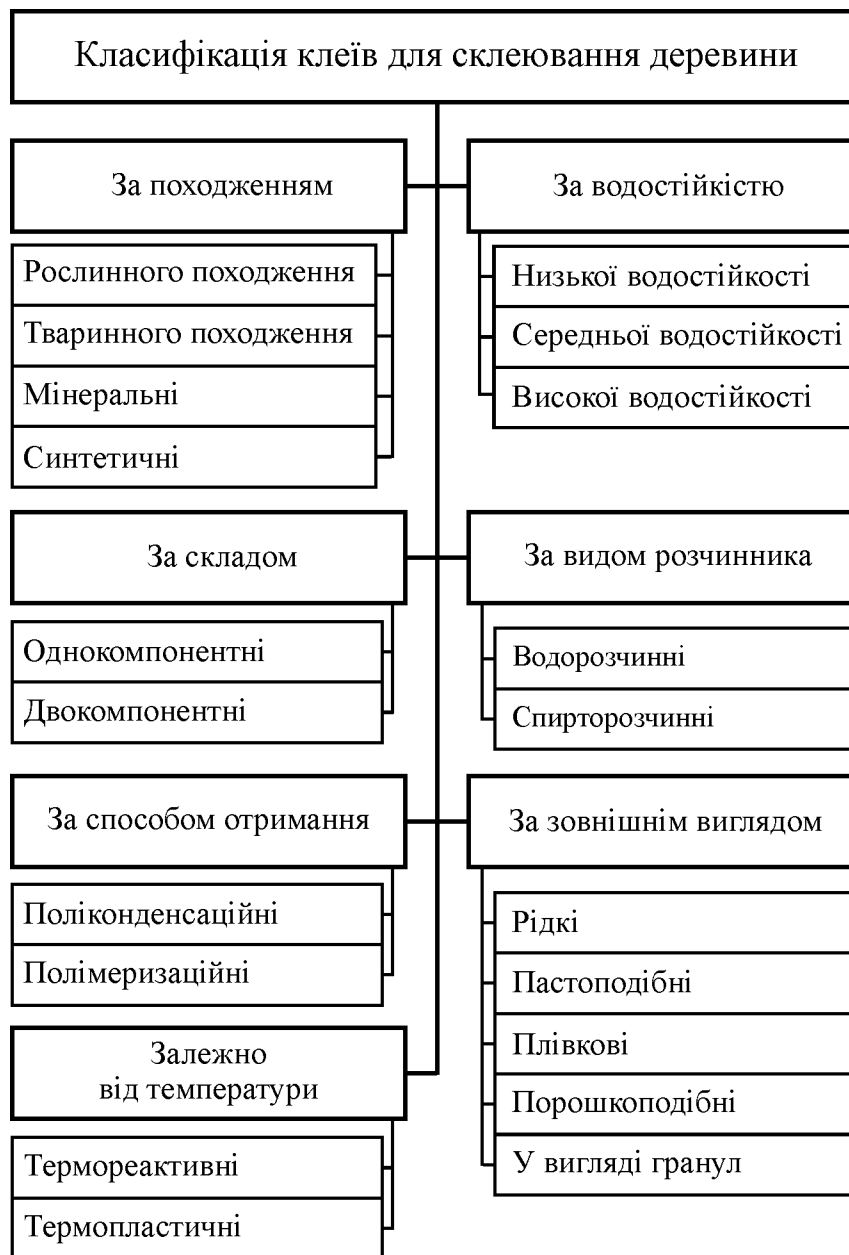 Класифікація клеїв для склеювання деревини
За походженням
Рослинного походження
Тваринного походження
Мінеральні
Синтетичні
За водостійкістю
Низької водостійкості
Середньої водостійкості
Високої водостійкості
За складом
Однокомпонентні
Двокомпонентні
За видом розчинника
Водорозчинні
Спирторозчинні
За способом отримання
Поліконденсаційні
Полімеризаційні
За зовнішнім виглядом
Рідкі
Пастоподібні
Плівкові
Порошкоподібні
У вигляді гранул
Залежно
від температури
Термореактивні
Термопластичні